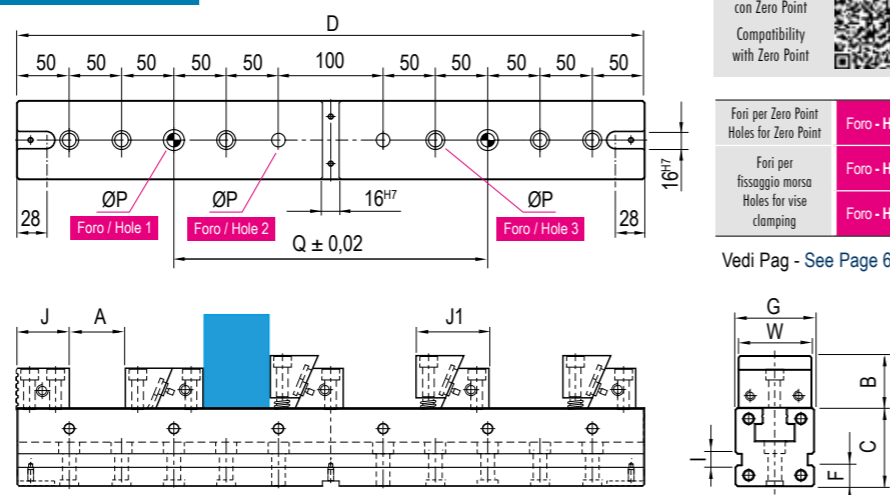 D
50 50 50 50 50 100 50 50 50 50 50
ØP
Foro / Hole 1
ØP
Foro / Hole 2
16H7
ØP
Foro / Hole 3
16H7
28
28
Q ± 0,02
con Zero Point
Compatibility
with Zero Point
Fori per Zero Point
Holes for Zero Point
Foro - H
Fori per
fissaggio morsa
Holes for vise
clamping
Foro - H
Foro - H
Vedi Pag - See Page 6
J
A
J1
G
W
B
C
I
F